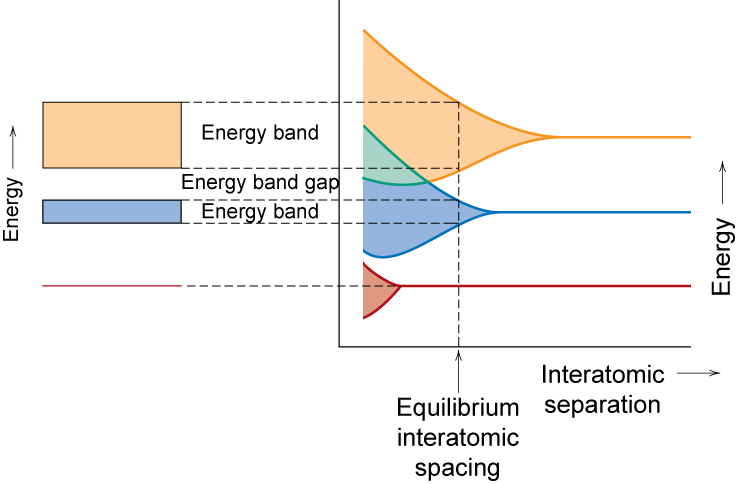 Energy band
Energy band gap
Energy band
Energy
Energy
Interatomic
separation
Equilibrium
interatomic
spacing